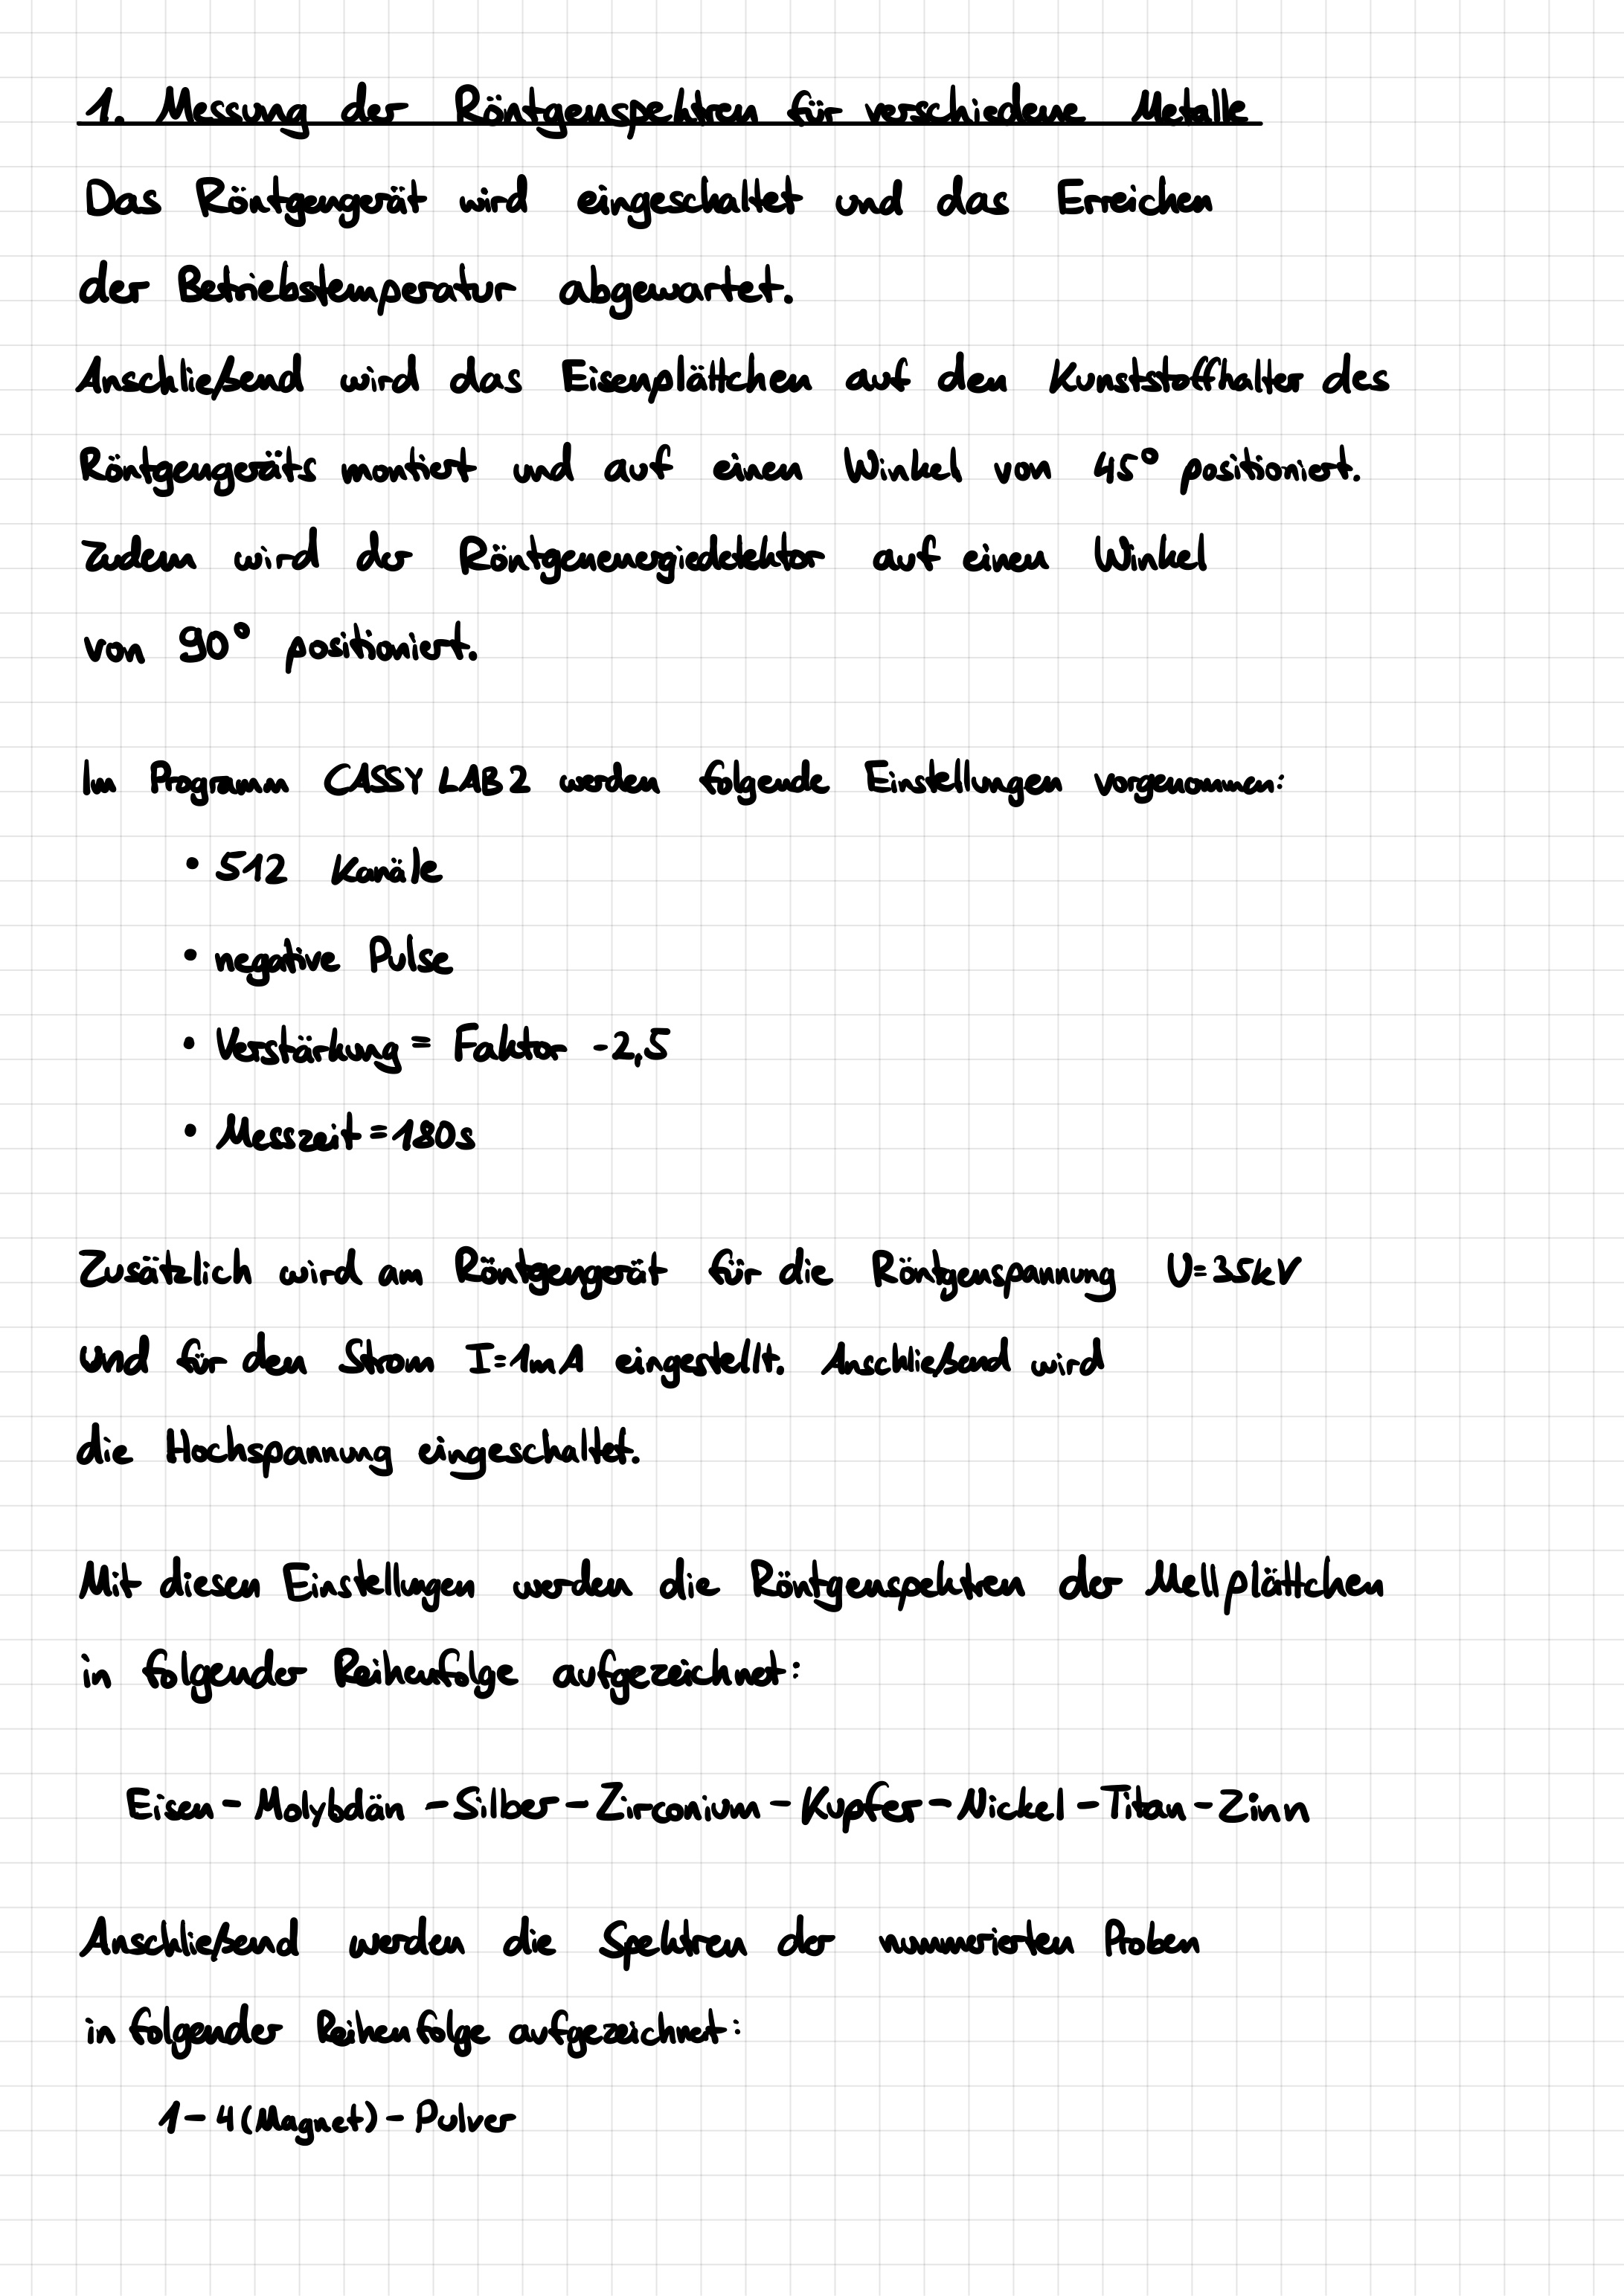 1. Messung der Röntgenspektren für verschiedene Metalle
Das Röntgengerät wird eingeschaltet und das Erreichen
der Betriebstemperatur abgewartet.
Anschließend wird das Eisenplättchen auf den Kunststoffhalter des
Röntgengeräts montiert und auf einen Winkel von 45° positioniert.
Zudem wird der Röntgenenergiedetektor auf einen Winkel
von 90° positioniert.
Im Programm CASSY LAB 2 werden folgende Einstellungen vorgenommen:
• 512 Kanäle
• negative Pulse
• Verstärkung = Faktor -2,5
• Messzeit = 180s
Zusätzlich wird am Röntgengerät für die Röntgenspannung U=35kV
und für den Strom I=1mA eingestellt. Anschließend wird
die Hochspannung eingeschaltet.
Mit diesen Einstellungen werden die Röntgenspektren der Mellplättchen
in folgender Reihenfolge aufgezeichnet:
Eisen - Molybdän - Silber - Zirconium - Kupfer - Nickel - Titan - Zinn
Anschließend werden die Spektren der nummerierten Proben
in folgender Reihenfolge aufgezeichnet:
1 - 4 (Magnet) - Pulver